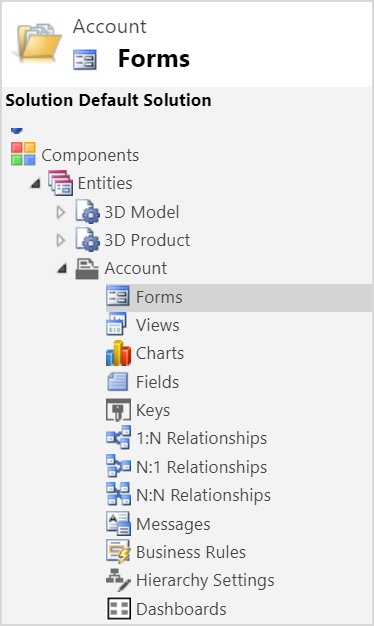 Account
Forms
Solution Default Solution
Components
Entities
3D Model
3D Product
Account
Forms
Views
Charts
Fields
Keys
1:N Relationships
N:1 Relationships
N:N Relationships
Messages
Business Rules
Hierarchy Settings
Dashboards